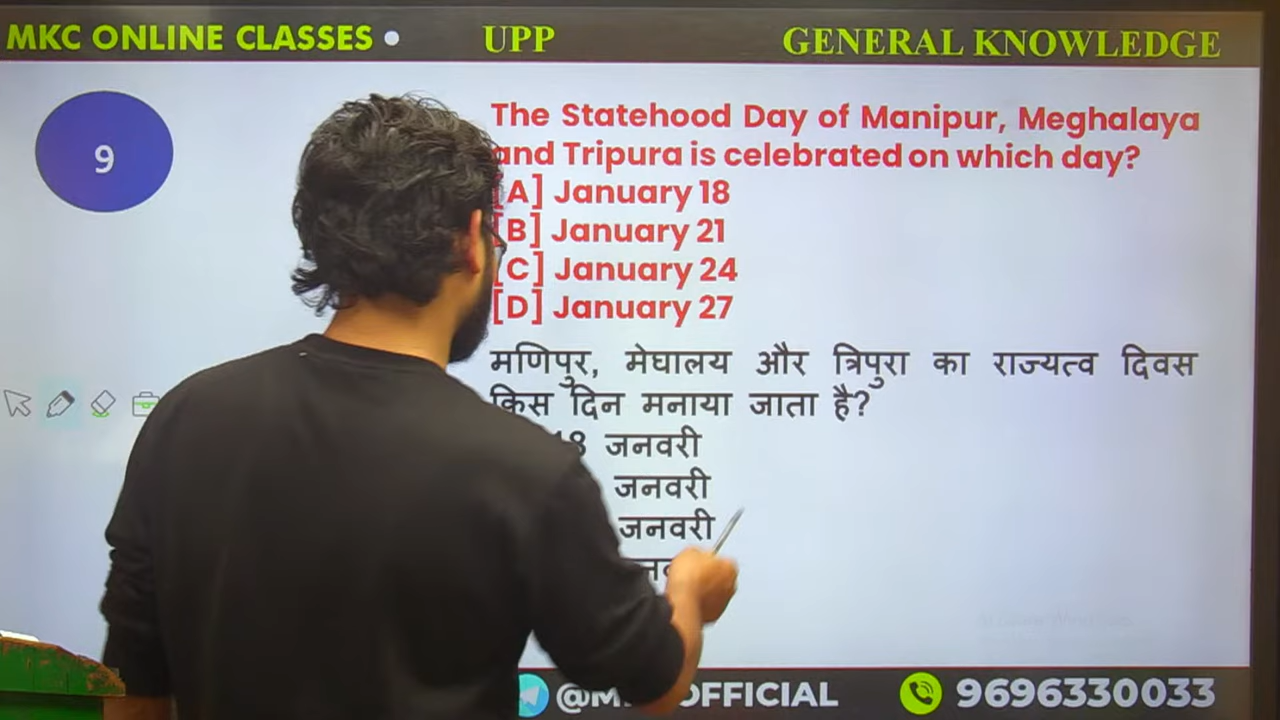 MKC ONLINE CLASSES UPP GENERAL KNOWLEDGE
9
The Statehood Day of Manipur, Meghalaya
and Tripura is celebrated on which day?
[A] January 18
[B] January 21
[C] January 24
[D] January 27
मणिपुर, मेघालय और त्रिपुरा का राज्यत्व दिवस
किस दिन मनाया जाता है?
18 जनवरी
जनवरी
जनवरी
9696330033